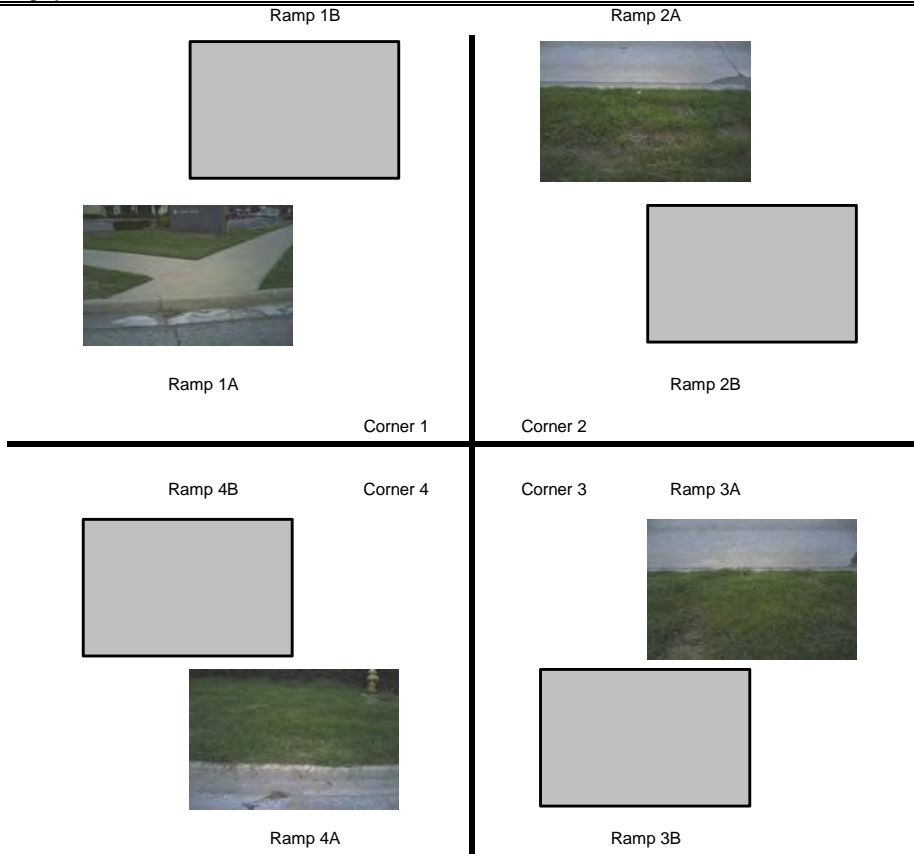 Ramp 1B
Ramp 2A
Ramp 1A
Ramp 2B
Corner 1
Corner 2
Ramp 4B
Corner 4
Corner 3
Ramp 3A
Ramp 4A
Ramp 3B